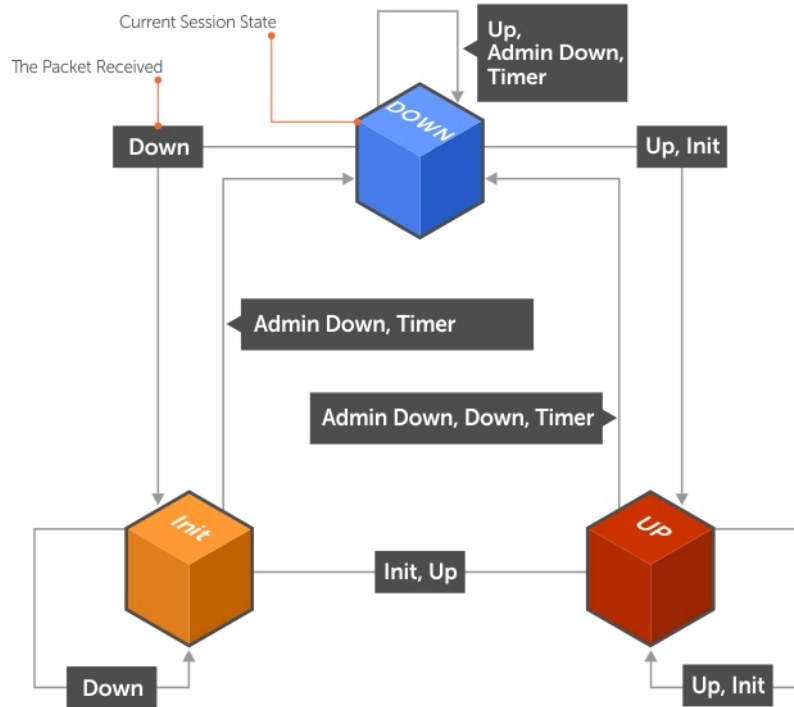 Current Session State
The Packet Received
Up,
Admin Down,
Timer
DOWN
Down
Up, Init
Admin Down, Timer
Admin Down, Down, Timer
Init
UP
Init, Up
Down
Up, Init